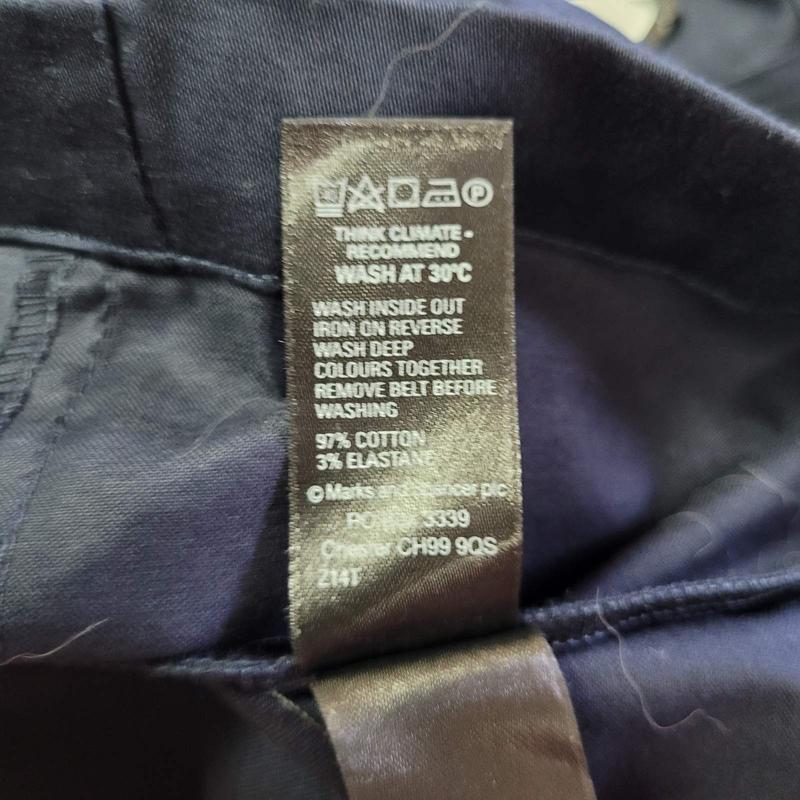 P
THINK CLIMATE -
RECOMMEND
WASH AT 30°C
WASH INSIDE OUT
IRON ON REVERSE
WASH DEEP
COLOURS TOGETHER
REMOVE BELT BEFORE
WASHING
97% COTTON
3% ELASTANE
©Marks and Spencer plc
PO 3339
Chester CH99 9QS
Z14T